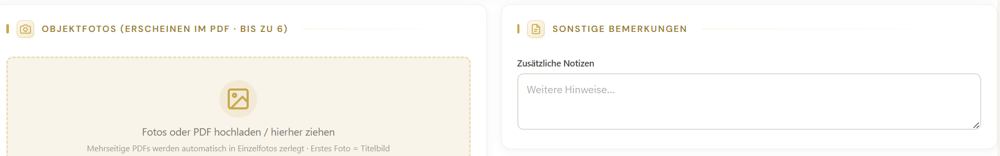 OBJEKTFOTOS (ERSCHEINEN IM PDF · BIS ZU 6)
Fotos oder PDF hochladen / hierher ziehen
Mehrseitige PDFs werden automatisch in Einzelfotos zerlegt · Erstes Foto = Titelbild
SONSTIGE BEMERKUNGEN
Zusätzliche Notizen
Weitere Hinweise...